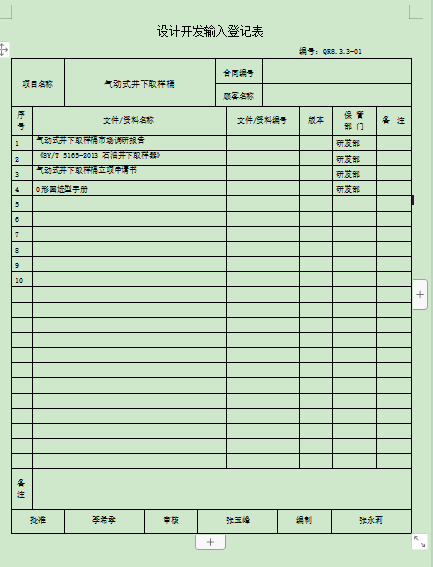 设计开发输入登记表
编号：QR8.3.3-01
项目名称 气动式井下取样桶 合同编号
顾客名称
序号 文件/资料名称 文件/资料编号 版本 保管部门 备注
1 气动式井下取样桶市场调研报告 研发部
2 《SY/T 5165-2013 石油井下取样器》 研发部
3 气动式井下取样桶立项申请书 研发部
4 O形圈选型手册 研发部
5
6
7
8
9
10
备注
批准 李希孝 审核 张玉峰 编制 张永莉